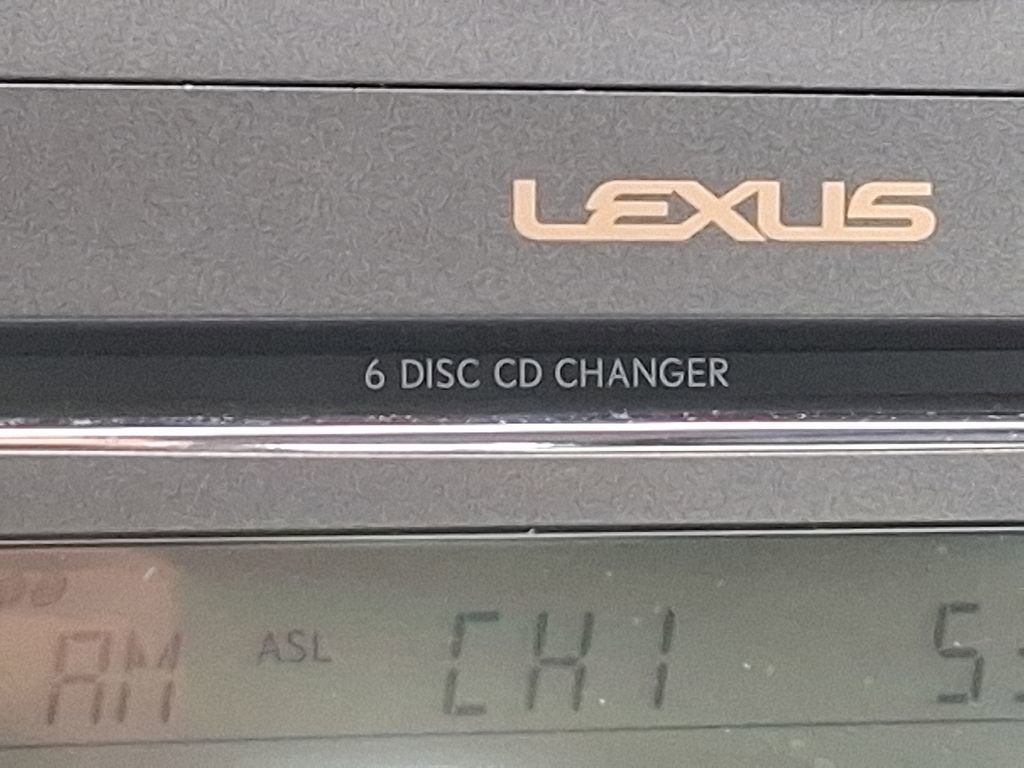 LEXUS
6 DISC CD CHANGER
AM ASL CH1